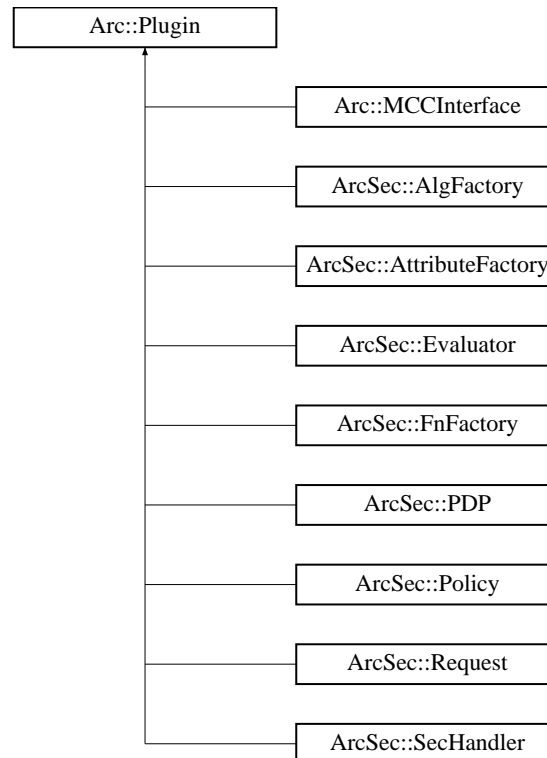 Arc::Plugin
Arc::MCCInterface
ArcSec::AlgFactory
ArcSec::AttributeFactory
ArcSec::Evaluator
ArcSec::FnFactory
ArcSec::PDP
ArcSec::Policy
ArcSec::Request
ArcSec::SecHandler